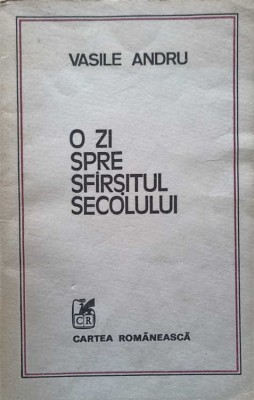 VASILE ANDRU
O ZI
SPRE
SFÎRȘITUL
SECOLULUI
CR
CARTEA ROMÂNEASCĂ